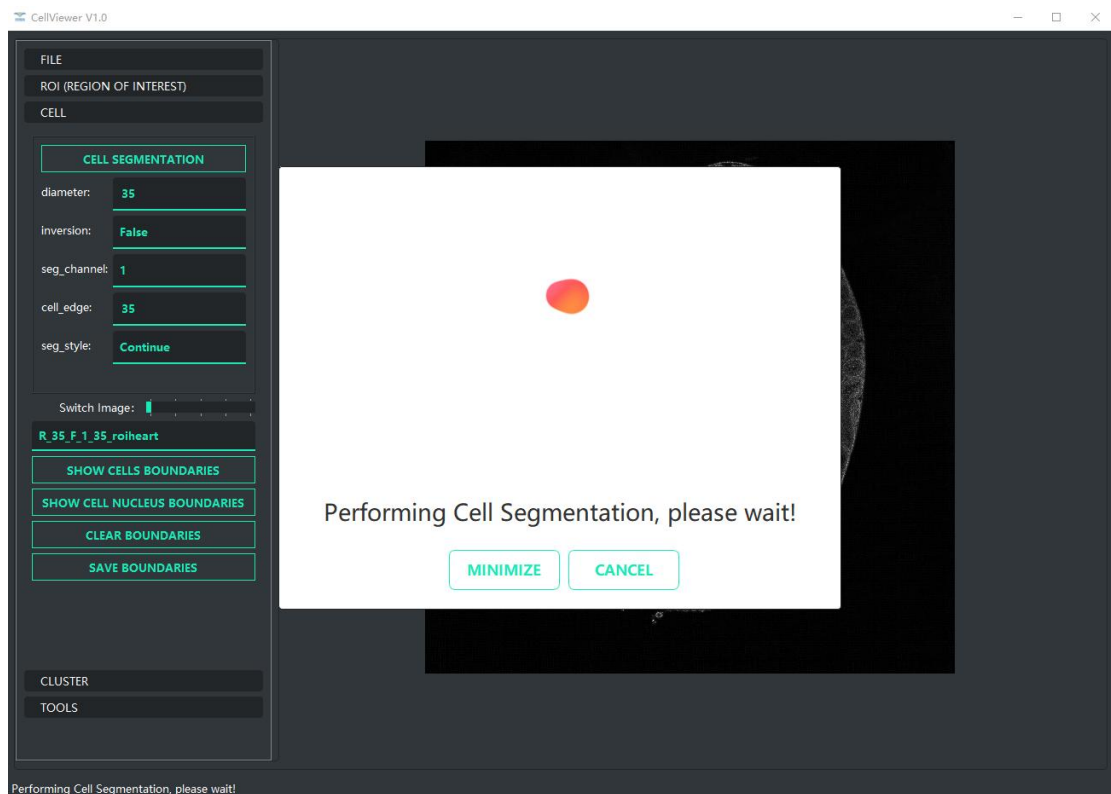 CellViewer V1.0
FILE
ROI (REGION OF INTEREST)
CELL
CELL SEGMENTATION
diameter: 35
inversion: False
seg_channel: 1
cell_edge: 35
seg_style: Continue
Switch Image:
R_35_F_1_35_roiheart
SHOW CELLS BOUNDARIES
SHOW CELL NUCLEUS BOUNDARIES
CLEAR BOUNDARIES
SAVE BOUNDARIES
CLUSTER
TOOLS
Performing Cell Segmentation, please wait!
MINIMIZE CANCEL
Performing Cell Segmentation, please wait!